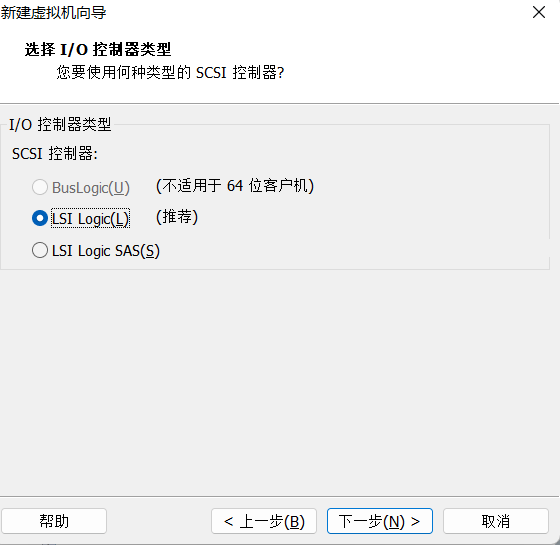 新建虚拟机向导
选择 I/O 控制器类型
您要使用何种类型的 SCSI 控制器?
I/O 控制器类型
SCSI 控制器:
BusLogic(U) (不适用于 64 位客户机)
LSI Logic(L) (推荐)
LSI Logic SAS(S)
帮助 < 上一步(B) 下一步(N) > 取消